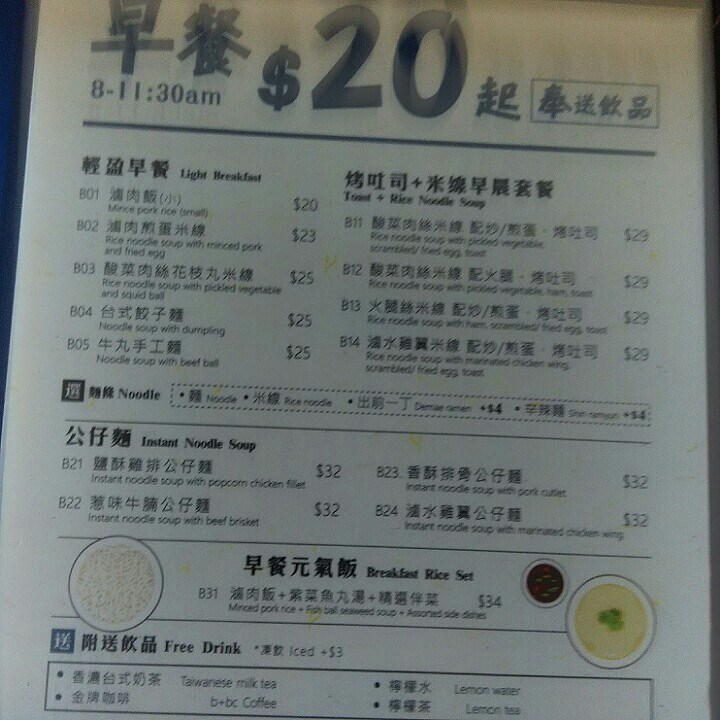 早餐 $20起 奉送飲品
8-11:30am
輕盈早餐 Light Breakfast
B01 滷肉飯(小) $20
Mince pork rice (small)
B02 滷肉煎蛋米線 $23
Rice noodle soup with minced pork
and fried egg
B03 酸菜肉絲花枝丸米線 $25
Rice noodle soup with pickled vegetable
and squid ball
B04 台式餃子麵 $25
Noodle soup with dumpling
B05 牛丸手工麵 $25
Noodle soup with beef ball
烤吐司+米線早晨套餐
Toast + Rice Noodle Soup
B11 酸菜肉絲米線 配炒/煎蛋‧烤吐司 $29
Rice noodle soup with pickled vegetable,
scrambled/ fried egg, toast
B12 酸菜肉絲米線 配火腿‧烤吐司 $29
Rice noodle soup with pickled vegetable, ham, toast
B13 火腿絲米線 配炒/煎蛋‧烤吐司 $29
Rice noodle soup with ham, scrambled/ fried egg, toast
B14 滷水雞翼米線 配炒/煎蛋‧烤吐司 $29
Rice noodle soup with marinated chicken wing,
scrambled/ fried egg, toast
選 麵條 Noodle •麵 Noodle •米線 Rice noodle •出前一丁 Demae ramen +$4 •辛辣麵 Shin ramyun +$4
公仔麵 Instant Noodle Soup
B21 鹽酥雞排公仔麵 $32
Instant noodle soup with popcorn chicken fillet
B22 惹味牛腩公仔麵 $32
Instant noodle soup with beef brisket
B23 香酥排骨公仔麵 $32
Instant noodle soup with pork cutlet
B24 滷水雞翼公仔麵 $32
Instant noodle soup with marinated chicken wing
早餐元氣飯 Breakfast Rice Set
B31 滷肉飯+紫菜魚丸湯+精選伴菜 $34
Minced pork rice + Fish ball seaweed soup + Assorted side dishes
送 附送飲品 Free Drink *凍飲 Iced +$3
• 香濃台式奶茶 Taiwanese milk tea
• 金牌咖啡 b+bc Coffee
• 檸檬水 Lemon water
• 檸檬茶 Lemon tea